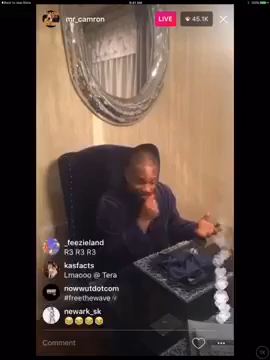 mr_camron
LIVE
45.1K
_feezieland
R3 R3 R3
kasfacts
Lmaooo @ Tera
nowwutdotcom
#freethewave
newark_sk
Comment